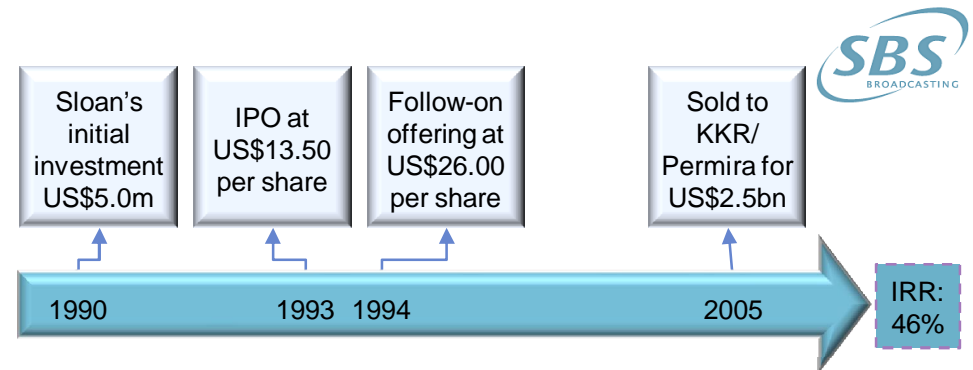 SBS
BROADCASTING
Sloan's
initial
investment
US$5.0m
IPO at
US$13.50
per share
Follow-on
offering at
US$26.00
per share
Sold to
KKR/
Permira for
US$2.5bn
1990
1993
1994
2005
IRR:
46%